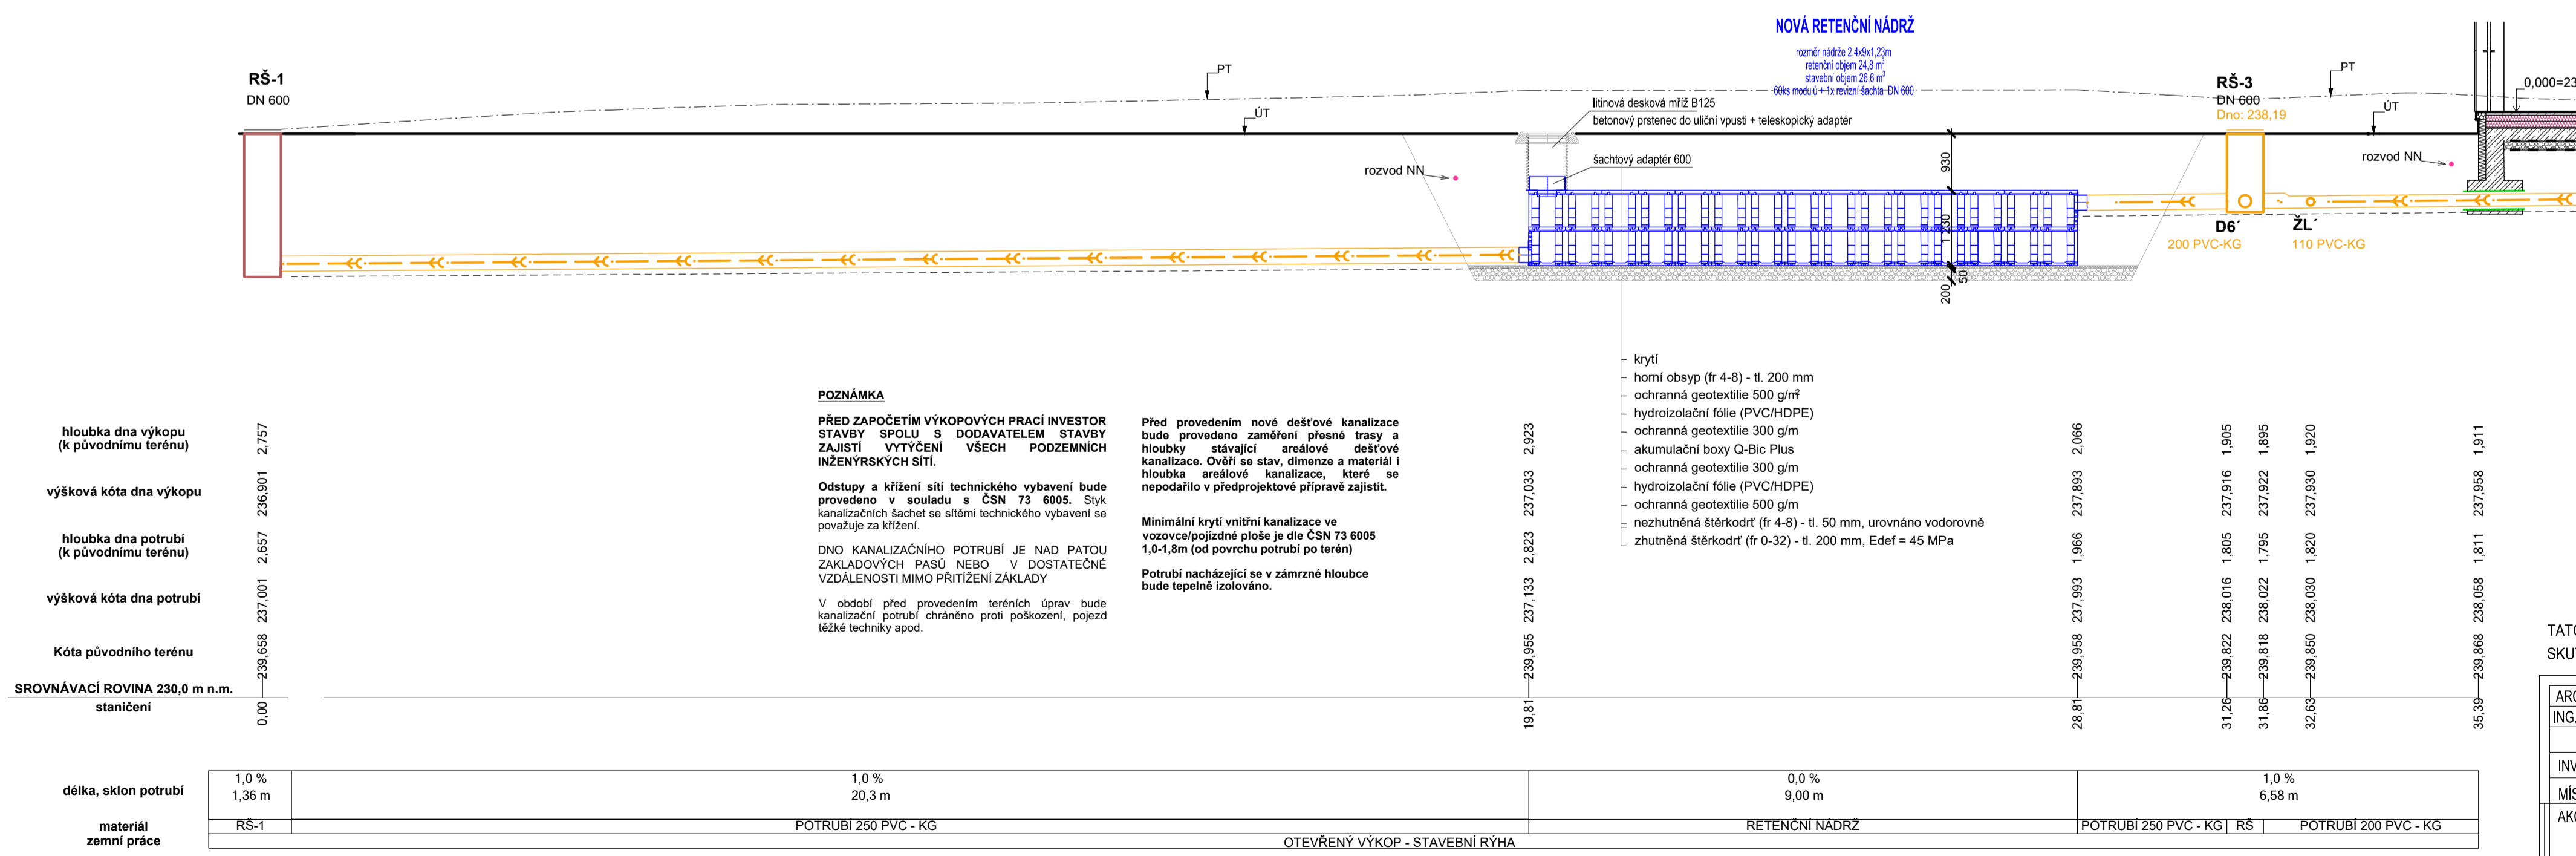 NOVÁ RETENČNÍ NÁDRŽ
rozměr nádrže 2,4x9x1,23m
retenční objem 24,8 m³
stavební objem 26,6 m³
60ks modulů + 1x revizní šachta DN 600
RŠ-1
DN 600
PT
ÚT
litinová desková mříž B125
betonový prstenec do uliční vpusti + teleskopický adaptér
šachtový adaptér 600
rozvod NN
930
1 230
200
50
RŠ-3
DN 600
Dno: 238,19
PT
ÚT
0,000=23
rozvod NN
D6´
200 PVC-KG
ŽL´
110 PVC-KG
krytí
horní obsyp (fr 4-8) - tl. 200 mm
ochranná geotextilie 500 g/m²
hydroizolační fólie (PVC/HDPE)
ochranná geotextilie 300 g/m
akumulační boxy Q-Bic Plus
ochranná geotextilie 300 g/m
hydroizolační fólie (PVC/HDPE)
ochranná geotextilie 500 g/m
nezhutněná štěrkodrť (fr 4-8) - tl. 50 mm, urovnáno vodorovně
zhutněná štěrkodrť (fr 0-32) - tl. 200 mm, Edef = 45 MPa
POZNÁMKA
PŘED ZAPOČETÍM VÝKOPOVÝCH PRACÍ INVESTOR
STAVBY SPOLU S DODAVATELEM STAVBY
ZAJISTÍ VYTÝČENÍ VŠECH PODZEMNÍCH
INŽENÝRSKÝCH SÍTÍ.
Odstupy a křížení sítí technického vybavení bude
provedeno v souladu s ČSN 73 6005. Styk
kanalizačních šachet se sítěmi technického vybavení se
považuje za křížení.
DNO KANALIZAČNÍHO POTRUBÍ JE NAD PATOU
ZAKLADOVÝCH PASŮ NEBO V DOSTATEČNÉ
VZDÁLENOSTI MIMO PŘITÍŽENÍ ZÁKLADY
V období před provedením teréních úprav bude
kanalizační potrubí chráněno proti poškození, pojezd
těžké techniky apod.
Před provedením nové dešťové kanalizace
bude provedeno zaměření přesné trasy a
hloubky stávající areálové dešťové
kanalizace. Ověří se stav, dimenze a materiál i
hloubka areálové kanalizace, které se
nepodařilo v předprojektové přípravě zajistit.
Minimální krytí vnitřní kanalizace ve
vozovce/pojízdné ploše je dle ČSN 73 6005
1,0-1,8m (od povrchu potrubí po terén)
Potrubí nacházející se v zámrzné hloubce
bude tepelně izolováno.
hloubka dna výkopu
(k původnímu terénu)
2,757 2,923 2,066 1,905 1,895 1,920 1,911
výšková kóta dna výkopu
236,901 237,033 237,893 237,916 237,922 237,930 237,958
hloubka dna potrubí
(k původnímu terénu)
2,657 2,823 1,966 1,805 1,795 1,820 1,811
výšková kóta dna potrubí
237,001 237,133 237,993 238,016 238,022 238,030 238,058
Kóta původního terénu
239,658 239,955 239,958 239,822 239,818 239,850 239,868
SROVNÁVACÍ ROVINA 230,0 m n.m.
staničení
0,00 19,81 28,81 31,26 31,86 32,63 35,39
délka, sklon potrubí
1,0 % 1,0 % 0,0 % 1,0 %
1,36 m 20,3 m 9,00 m 6,58 m
materiál
RŠ-1 POTRUBÍ 250 PVC - KG RETENČNÍ NÁDRŽ POTRUBÍ 250 PVC - KG RŠ POTRUBÍ 200 PVC - KG
zemní práce
OTEVŘENÝ VÝKOP - STAVEBNÍ RÝHA
TATO
SKU
ARC
ING.
INV
MÍS
AKC